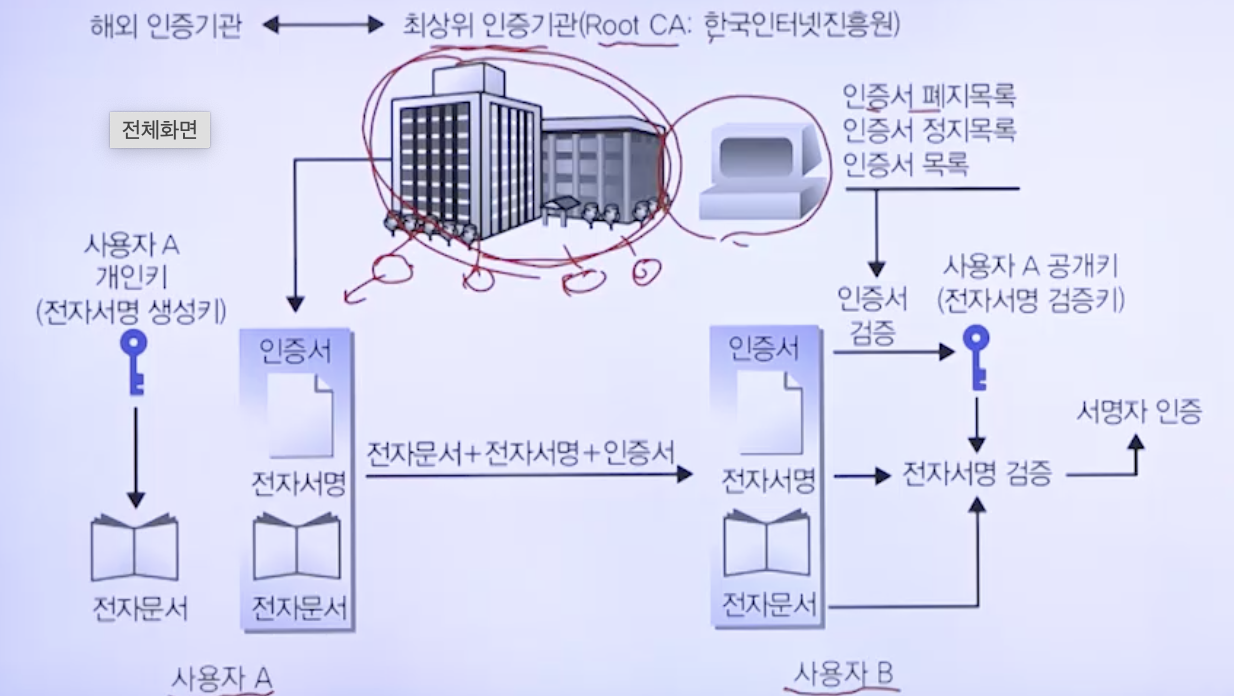 해외 인증기관
최상위 인증기관(Root CA: 한국인터넷진흥원)
전체화면
인증서 폐지목록
인증서 정지목록
인증서 목록
사용자 A
개인키
(전자서명 생성키)
인증서
전자서명
전자문서
전자문서
전자문서+전자서명+인증서
인증서
전자서명
전자문서
인증서
검증
사용자 A 공개키
(전자서명 검증키)
전자서명 검증
서명자 인증
사용자 A
사용자 B